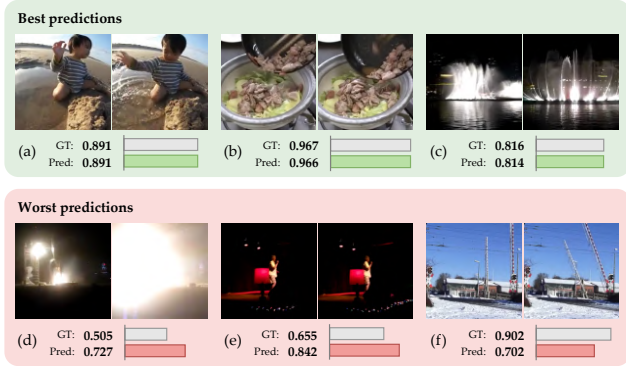 Best predictions
(a) GT: 0.891
Pred: 0.891
(b) GT: 0.967
Pred: 0.966
(c) GT: 0.816
Pred: 0.814
Worst predictions
(d) GT: 0.505
Pred: 0.727
(e) GT: 0.655
Pred: 0.842
(f) GT: 0.902
Pred: 0.702